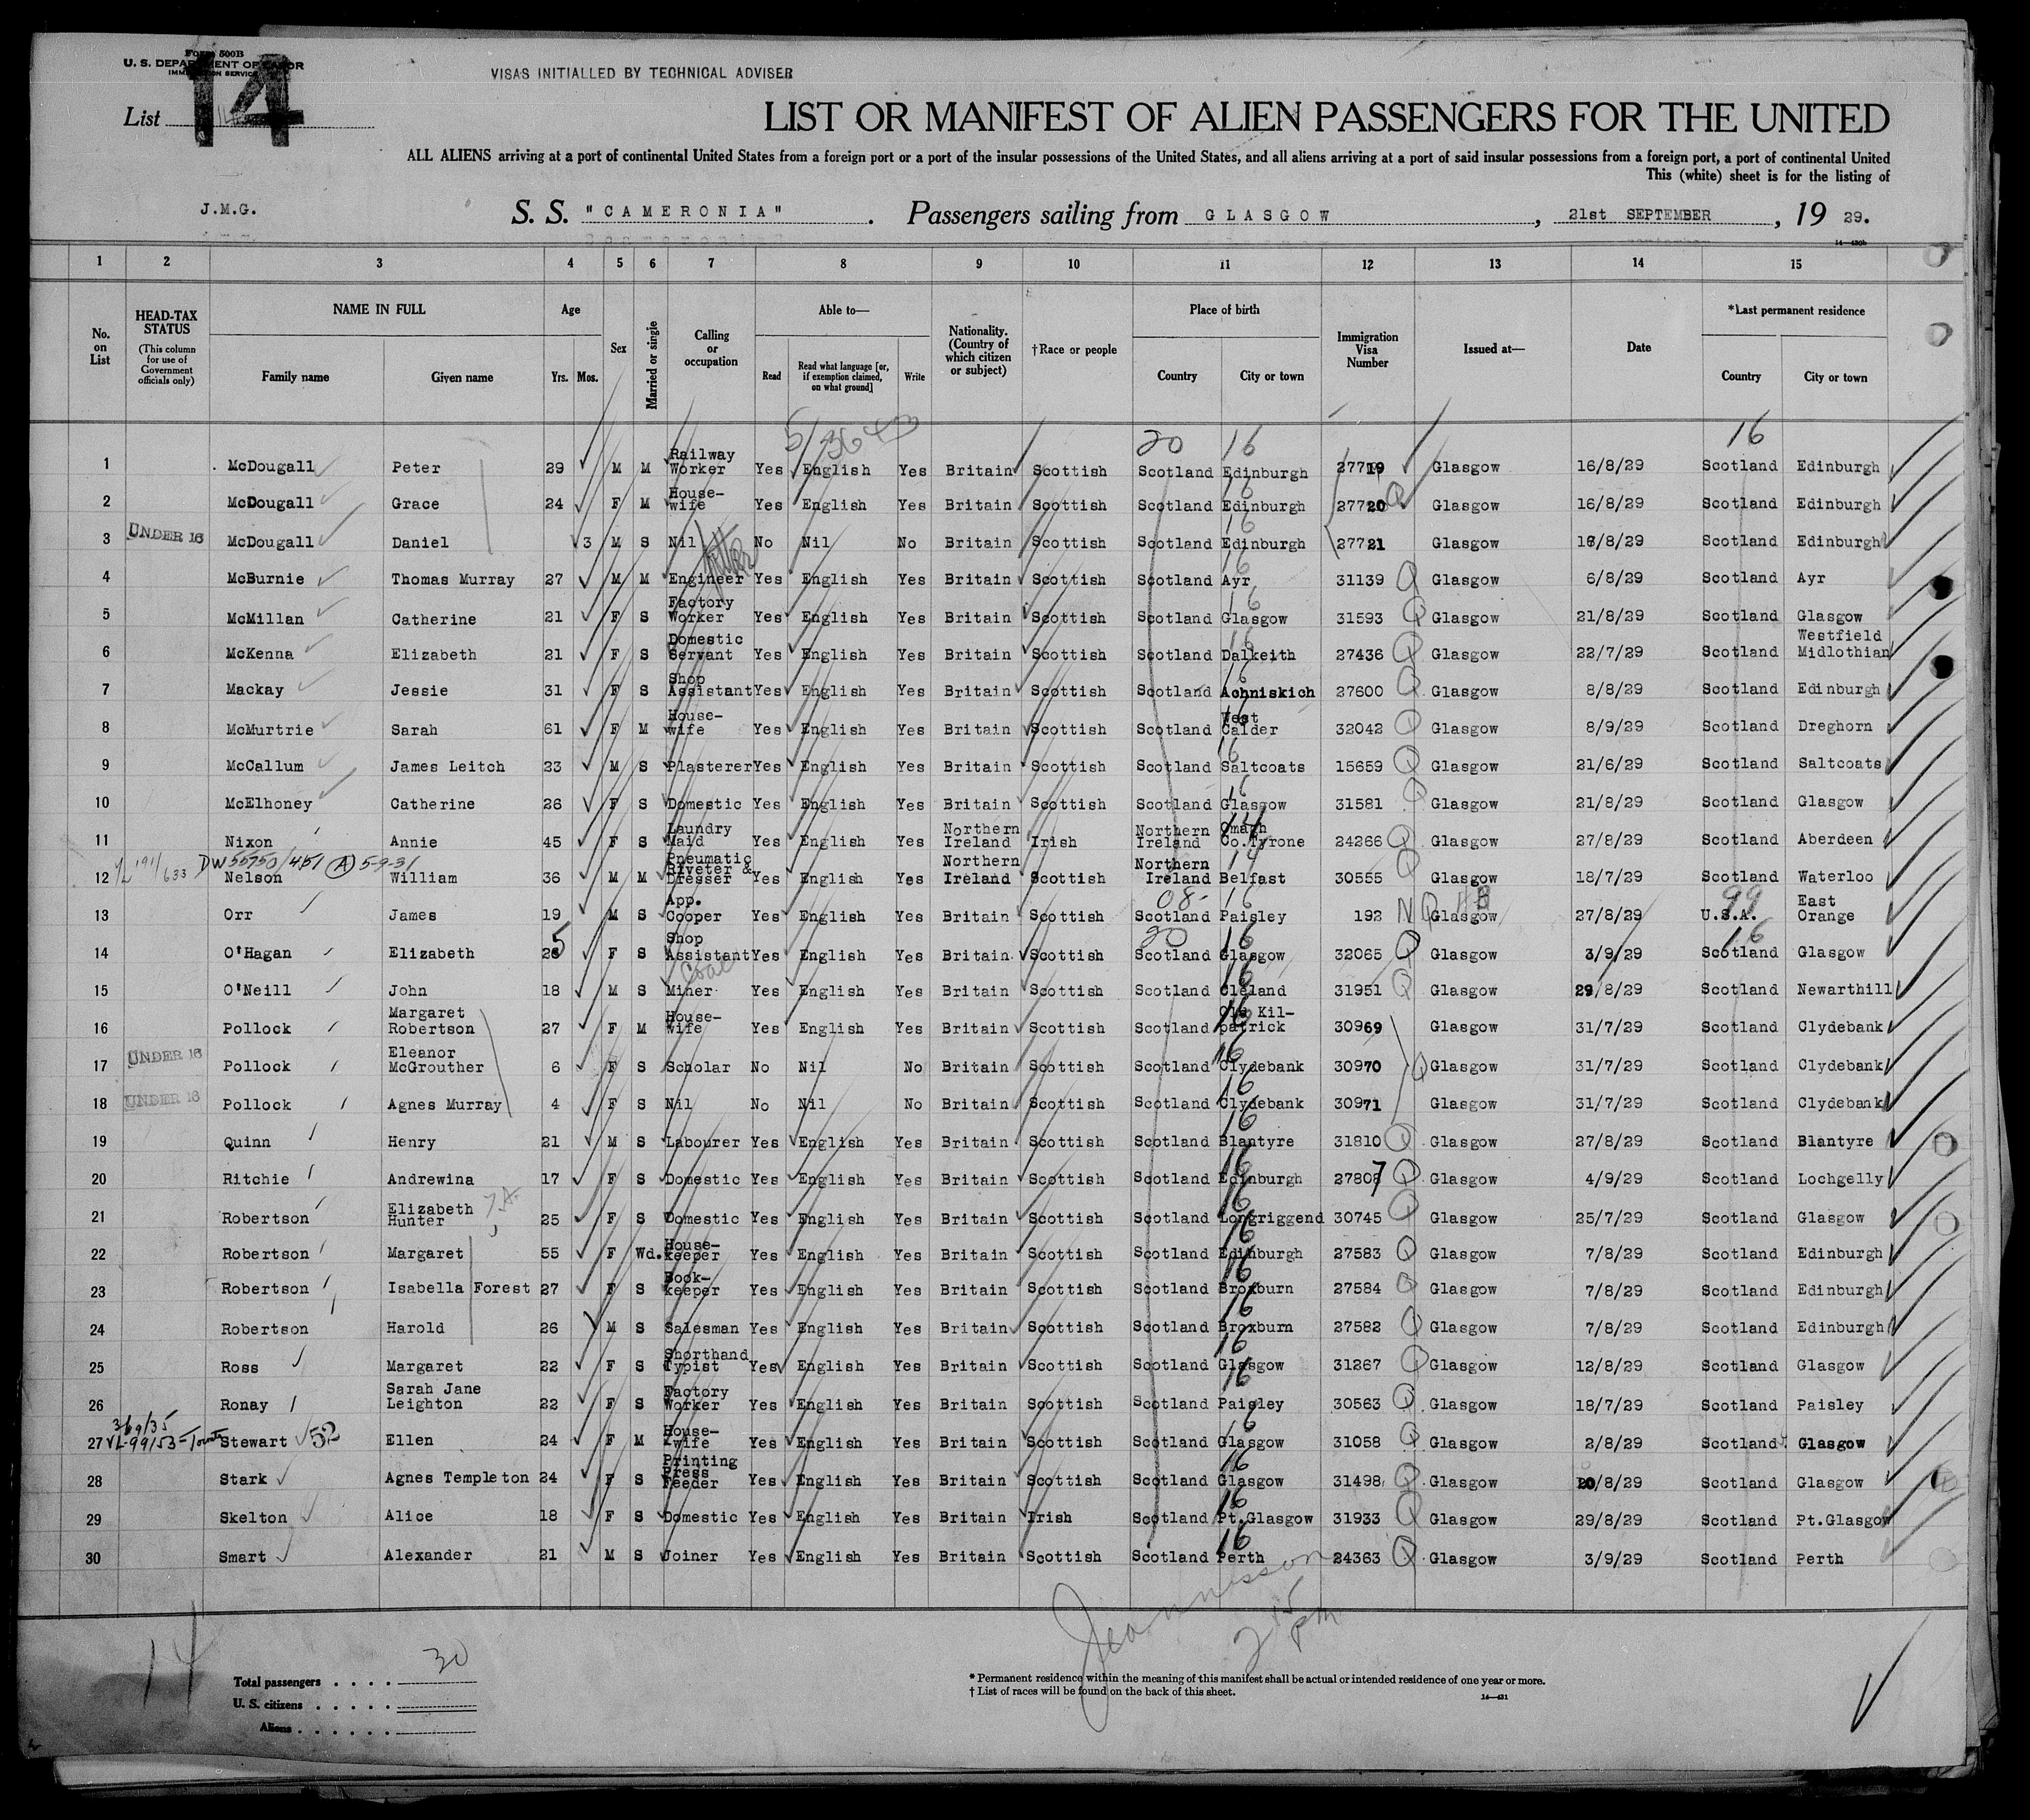 Form 500B
U. S. DEPARTMENT OF LABOR
IMMIGRATION SERVICE
VISAS INITIALLED BY TECHNICAL ADVISER
List 14
LIST OR MANIFEST OF ALIEN PASSENGERS FOR THE UNITED
ALL ALIENS arriving at a port of continental United States from a foreign port or a port of the insular possessions of the United States, and all aliens arriving at a port of said insular possessions from a foreign port, a port of continental United
This (white) sheet is for the listing of
J.M.G. S. S. "CAMERONIA". Passengers sailing from GLASGOW, 21st SEPTEMBER, 19 29.
14—430b
1 2 3 4 5 6 7 8 9 10 11 12 13 14 15
No. on List HEAD-TAX STATUS (This column for use of Government officials only) NAME IN FULL Family name Given name Age Yrs. Mos. Sex Married or single Calling or occupation Able to— Read Read what language [or, if exemption claimed, on what ground] Write Nationality. (Country of which citizen or subject) †Race or people Place of birth Country City or town Immigration Visa Number Issued at— Date *Last permanent residence Country City or town
20 16 16
1 McDougall Peter 29 M M Railway Worker Yes English Yes Britain Scottish Scotland Edinburgh 27719 Glasgow 16/8/29 Scotland Edinburgh
2 McDougall Grace 24 F M House-wife Yes English Yes Britain Scottish Scotland Edinburgh 27720 Glasgow 16/8/29 Scotland Edinburgh
3 UNDER 16 McDougall Daniel 3 M S Nil No Nil No Britain Scottish Scotland Edinburgh 27721 Glasgow 16/8/29 Scotland Edinburgh
4 McBurnie Thomas Murray 27 M M Engineer Yes English Yes Britain Scottish Scotland Ayr 31139 Glasgow 6/8/29 Scotland Ayr
5 McMillan Catherine 21 F S Factory Worker Yes English Yes Britain Scottish Scotland Glasgow 31593 Glasgow 21/8/29 Scotland Glasgow
6 McKenna Elizabeth 21 F S Domestic Servant Yes English Yes Britain Scottish Scotland Dalkeith 27436 Glasgow 22/7/29 Scotland Westfield Midlothian
7 Mackay Jessie 31 F S Shop Assistant Yes English Yes Britain Scottish Scotland Achniskich 27600 Glasgow 8/8/29 Scotland Edinburgh
8 McMurtrie Sarah 61 F M House-wife Yes English Yes Britain Scottish Scotland West Calder 32042 Glasgow 8/9/29 Scotland Dreghorn
9 McCallum James Leitch 23 M S Plasterer Yes English Yes Britain Scottish Scotland Saltcoats 15659 Glasgow 21/6/29 Scotland Saltcoats
10 McElhoney Catherine 26 F S Domestic Yes English Yes Britain Scottish Scotland Glasgow 31581 Glasgow 21/8/29 Scotland Glasgow
11 Nixon Annie 45 F S Laundry Maid Yes English Yes Northern Ireland Irish Northern Ireland Omagh Co.Tyrone 24266 Glasgow 27/8/29 Scotland Aberdeen
12 Nelson William 36 M M Pneumatic Riveter & Dresser Yes English Yes Northern Ireland Scottish Northern Ireland Belfast 30555 Glasgow 18/7/29 Scotland Waterloo
13 Orr James 19 M S App. Cooper Yes English Yes Britain Scottish Scotland Paisley 192 Glasgow 27/8/29 U.S.A. East Orange
14 O'Hagan Elizabeth 25 F S Shop Assistant Yes English Yes Britain Scottish Scotland Glasgow 32065 Glasgow 3/9/29 Scotland Glasgow
15 O'Neill John 18 M S Coal Miner Yes English Yes Britain Scottish Scotland Cleland 31951 Glasgow 29/8/29 Scotland Newarthill
16 Pollock Margaret Robertson 27 F M House-Wife Yes English Yes Britain Scottish Scotland Old Kil-patrick 30969 Glasgow 31/7/29 Scotland Clydebank
17 UNDER 16 Pollock Eleanor McGrouther 6 F S Scholar No Nil No Britain Scottish Scotland Clydebank 30970 Glasgow 31/7/29 Scotland Clydebank
18 UNDER 16 Pollock Agnes Murray 4 F S Nil No Nil No Britain Scottish Scotland Clydebank 30971 Glasgow 31/7/29 Scotland Clydebank
19 Quinn Henry 21 M S Labourer Yes English Yes Britain Scottish Scotland Blantyre 31810 Glasgow 27/8/29 Scotland Blantyre
20 Ritchie Andrewina 17 F S Domestic Yes English Yes Britain Scottish Scotland Edinburgh 27807 Glasgow 4/9/29 Scotland Lochgelly
21 Robertson Elizabeth Hunter 25 F S Domestic Yes English Yes Britain Scottish Scotland Longriggend 30745 Glasgow 25/7/29 Scotland Glasgow
22 Robertson Margaret 55 F Wd. House-keeper Yes English Yes Britain Scottish Scotland Edinburgh 27583 Glasgow 7/8/29 Scotland Edinburgh
23 Robertson Isabella Forest 27 F S Book-keeper Yes English Yes Britain Scottish Scotland Broxburn 27584 Glasgow 7/8/29 Scotland Edinburgh
24 Robertson Harold 26 M S Salesman Yes English Yes Britain Scottish Scotland Broxburn 27582 Glasgow 7/8/29 Scotland Edinburgh
25 Ross Margaret 22 F S Shorthand Typist Yes English Yes Britain Scottish Scotland Glasgow 31267 Glasgow 12/8/29 Scotland Glasgow
26 Ronay Sarah Jane Leighton 22 F S Factory Worker Yes English Yes Britain Scottish Scotland Paisley 30563 Glasgow 18/7/29 Scotland Paisley
27 Stewart 52 Ellen 24 F M House-wife Yes English Yes Britain Scottish Scotland Glasgow 31058 Glasgow 2/8/29 Scotland Glasgow
28 Stark Agnes Templeton 24 F S Printing Press Feeder Yes English Yes Britain Scottish Scotland Glasgow 31498 Glasgow 20/8/29 Scotland Glasgow
29 Skelton Alice 18 F S Domestic Yes English Yes Britain Irish Scotland Pt.Glasgow 31933 Glasgow 29/8/29 Scotland Pt.Glasgow
30 Smart Alexander 21 M S Joiner Yes English Yes Britain Scottish Scotland Perth 24363 Glasgow 3/9/29 Scotland Perth
14
Total passengers . . . . 30
U. S. citizens . . . . .
Aliens . . . . . .
* Permanent residence within the meaning of this manifest shall be actual or intended residence of one year or more.
† List of races will be found on the back of this sheet.
14—431